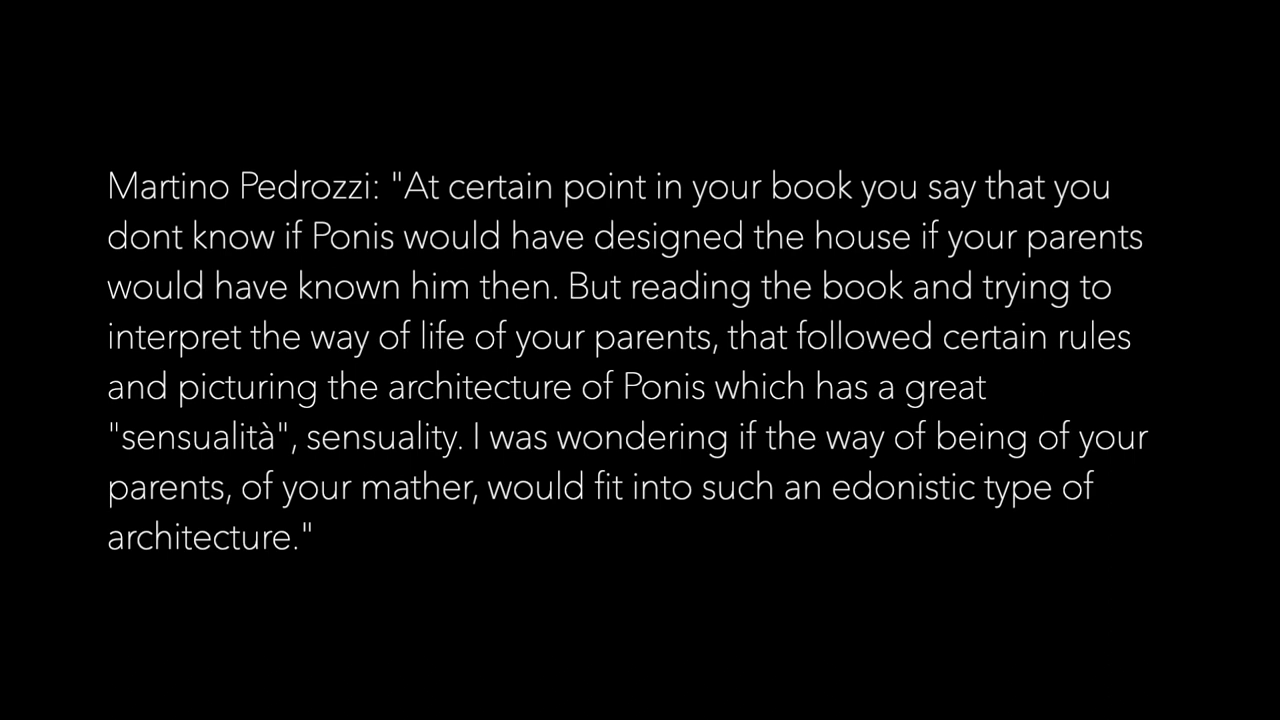 Martino Pedrozzi: "At certain point in your book you say that you
dont know if Ponis would have designed the house if your parents
would have known him then. But reading the book and trying to
interpret the way of life of your parents, that followed certain rules
and picturing the architecture of Ponis which has a great
"sensualità", sensuality. I was wondering if the way of being of your
parents, of your mather, would fit into such an edonistic type of
architecture."